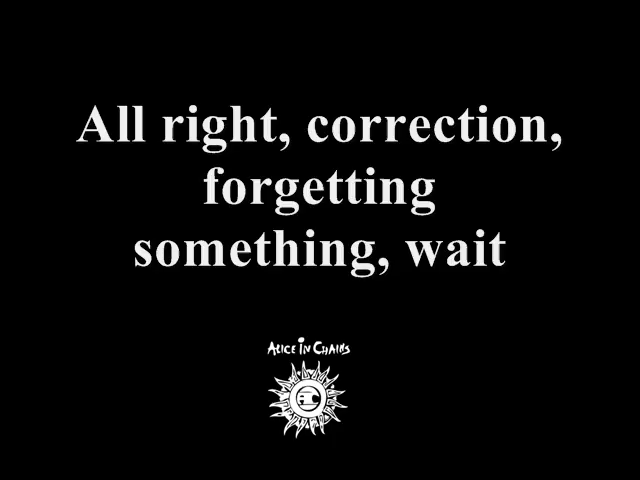 All right, correction,
forgetting
something, wait
ALICE IN CHAINS